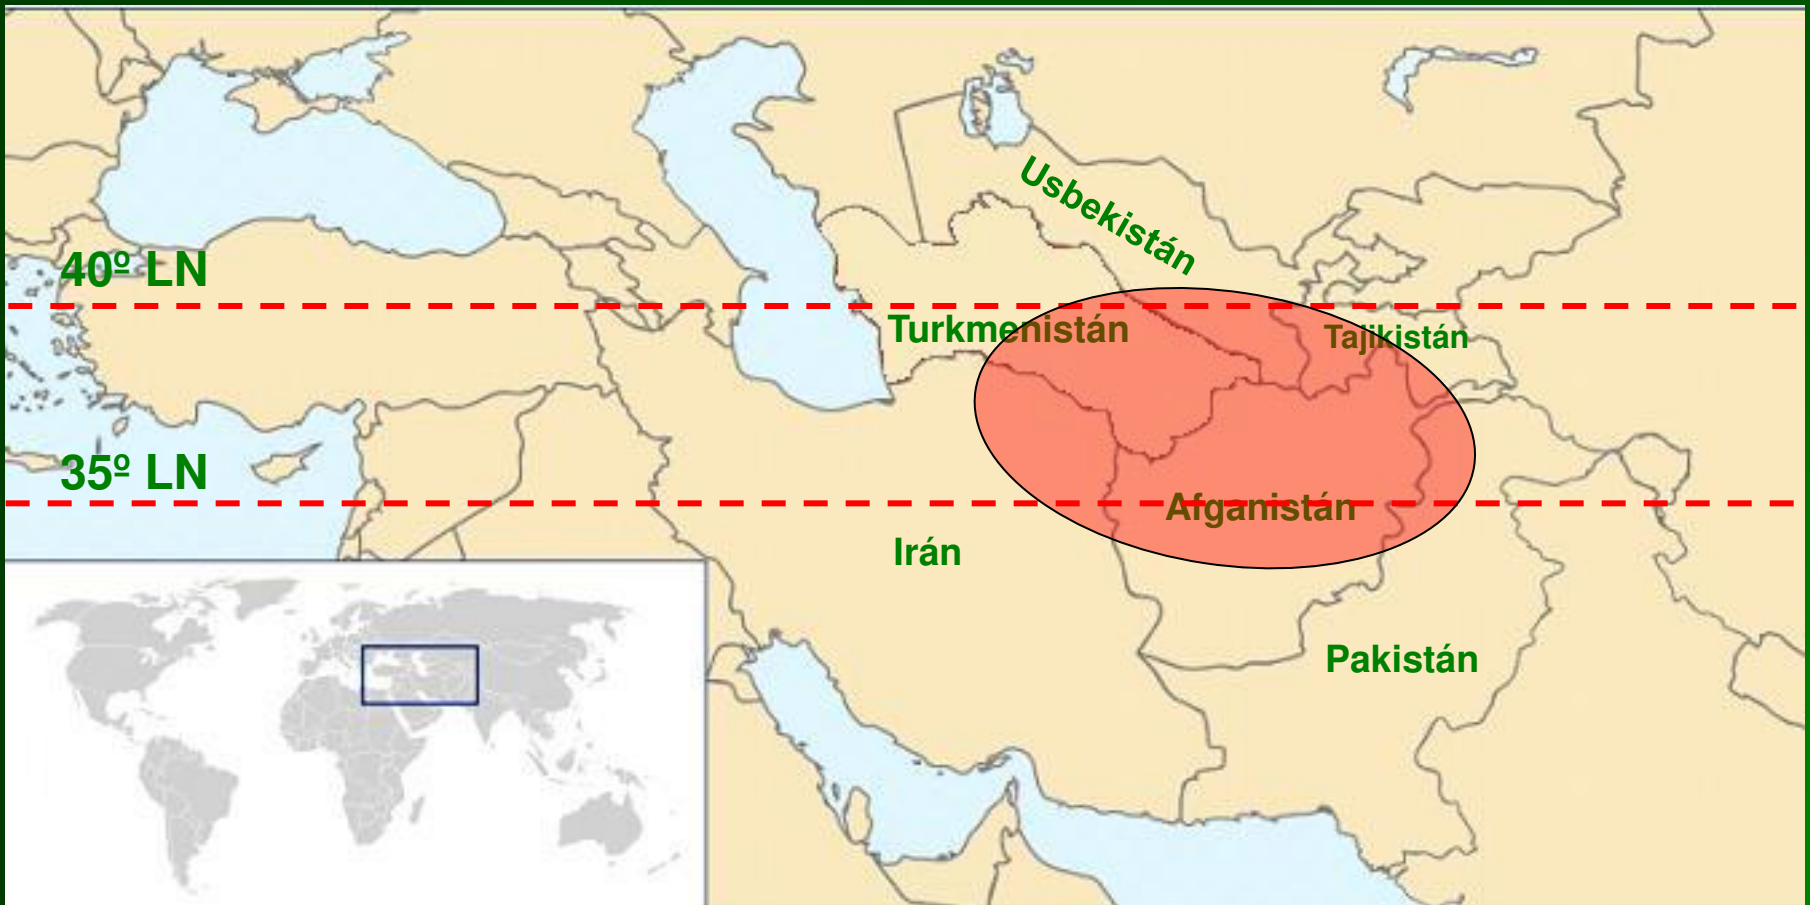 Usbekistán
40º LN
Turkmenistán
Tajikistán
35º LN
Afganistán
Irán
Pakistán